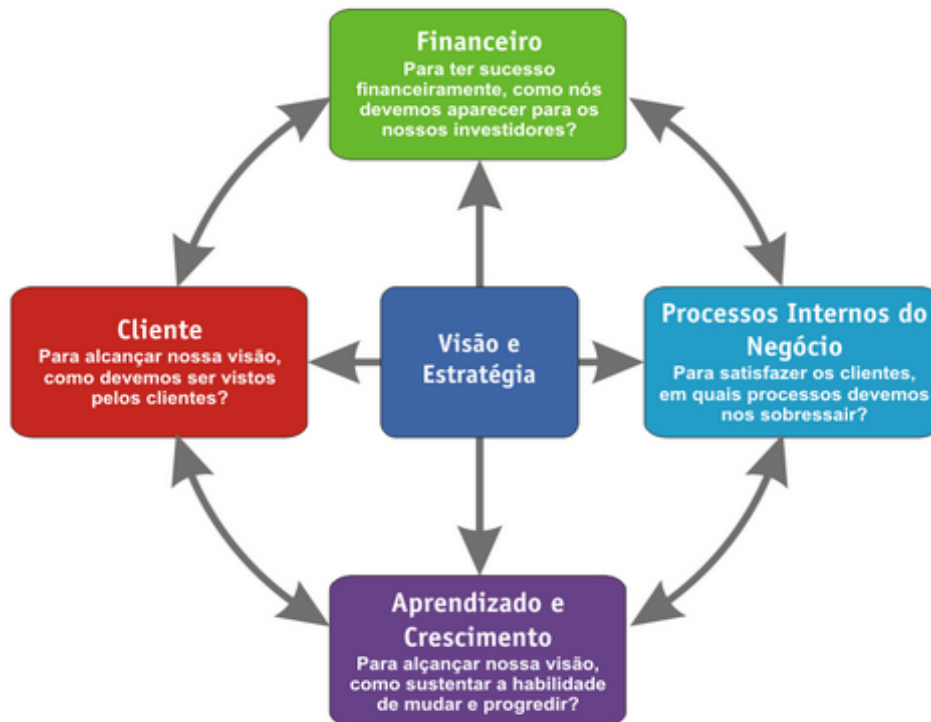 Financeiro
Para ter sucesso
financeiramente, como nós
devemos aparecer para os
nossos investidores?
Cliente
Para alcançar nossa visão,
como devemos ser vistos
pelos clientes?
Visão e
Estratégia
Processos Internos do
Negócio
Para satisfazer os clientes,
em quais processos devemos
nos sobressair?
Aprendizado e
Crescimento
Para alçançar nossa visão,
como sustentar a habilidade
de mudar e progredir?